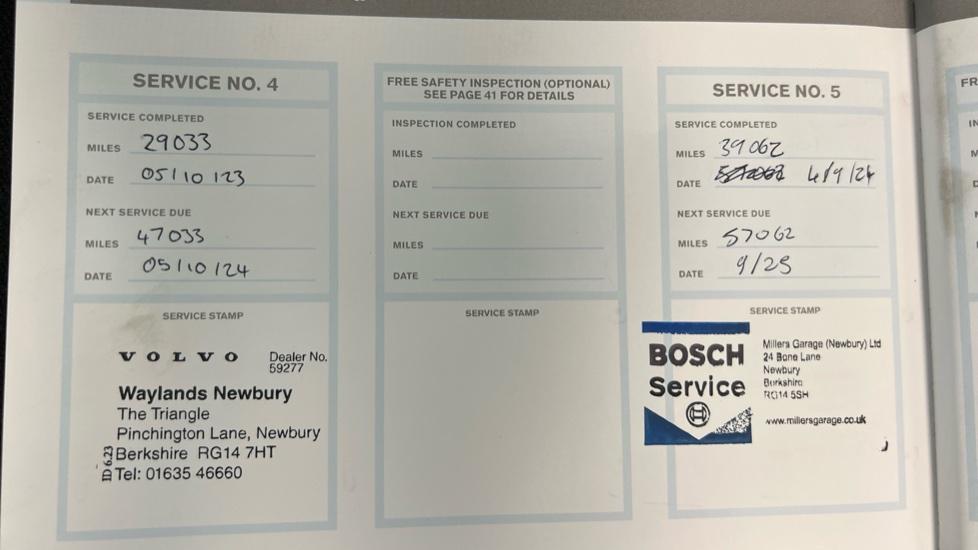 SERVICE NO. 4
SERVICE COMPLETED
MILES 29033
DATE 05/10/23
NEXT SERVICE DUE
MILES 47033
DATE 05/10/24
SERVICE STAMP
VOLVO
Dealer No.
59277
Waylands Newbury
The Triangle
Pinchington Lane, Newbury
Berkshire RG14 7HT
Tel: 01635 46660
ID 6.23
FREE SAFETY INSPECTION (OPTIONAL)
SEE PAGE 41 FOR DETAILS
INSPECTION COMPLETED
MILES
DATE
NEXT SERVICE DUE
MILES
DATE
SERVICE STAMP
SERVICE NO. 5
SERVICE COMPLETED
MILES 39062
DATE 4/9/24
NEXT SERVICE DUE
MILES 57062
DATE 9/25
SERVICE STAMP
BOSCH
Service
Millers Garage (Newbury) Ltd
24 Bone Lane
Newbury
Berkshire
RG14 5SH
www.millersgarage.co.uk
FR